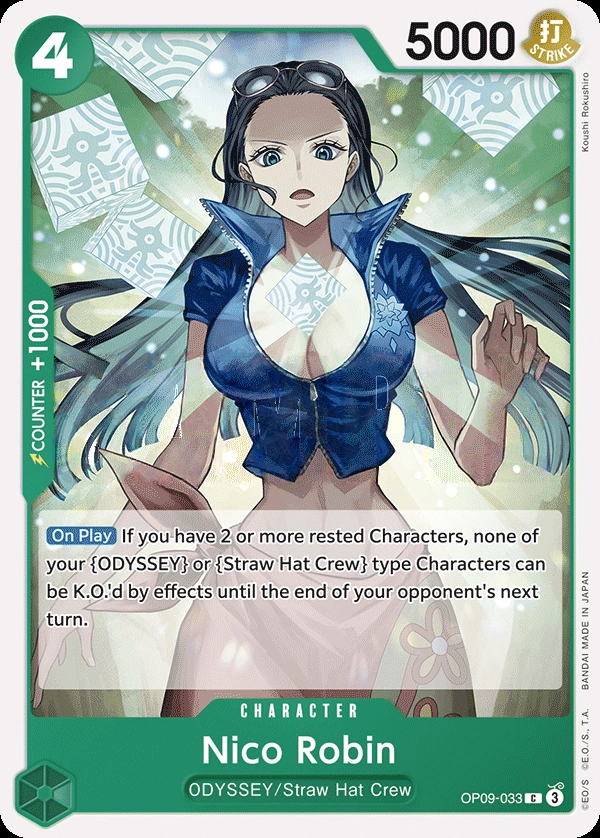 4
5000
打
STRIKE
Koushi Rokushiro
COUNTER +1000
On Play If you have 2 or more rested Characters, none of
your {ODYSSEY} or {Straw Hat Crew} type Characters can
be K.O.'d by effects until the end of your opponent's next
turn.
©EO/S ©E.O./S., T.A. BANDAI MADE IN JAPAN
CHARACTER
Nico Robin
ODYSSEY/Straw Hat Crew
OP09-033 C 3